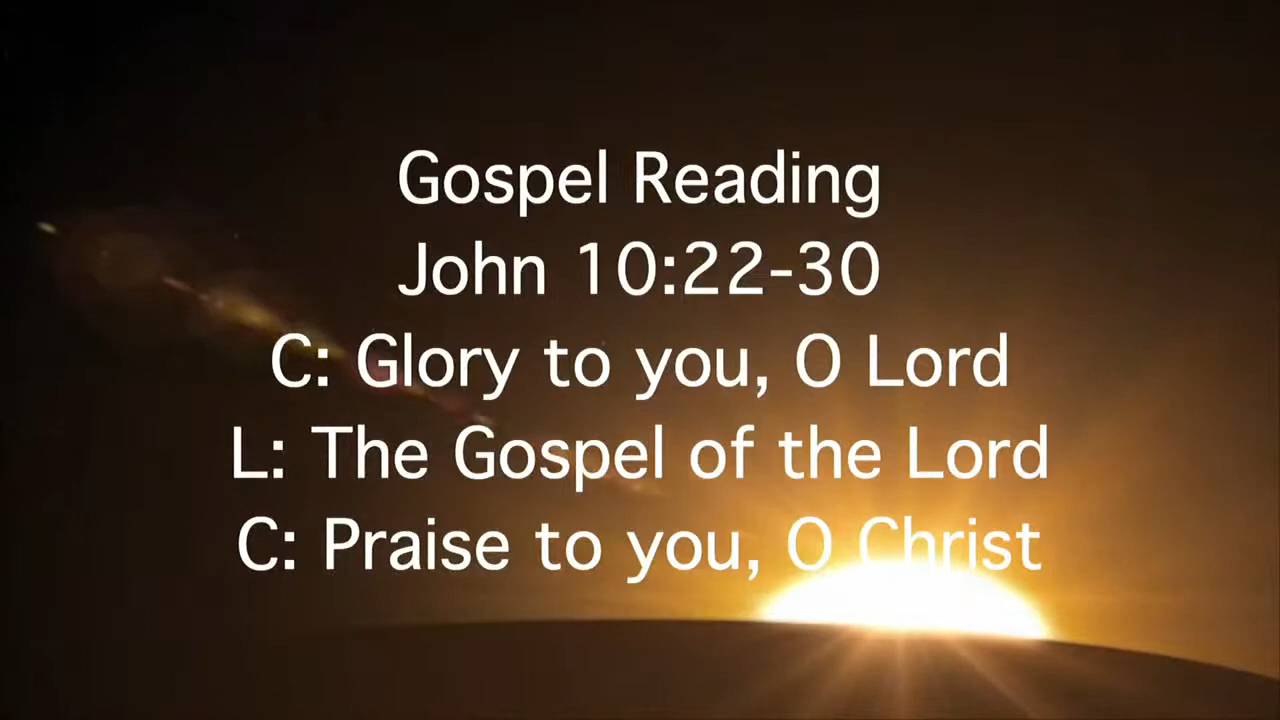 Gospel Reading
John 10:22-30
C: Glory to you, O Lord
L: The Gospel of the Lord
C: Praise to you, O Christ